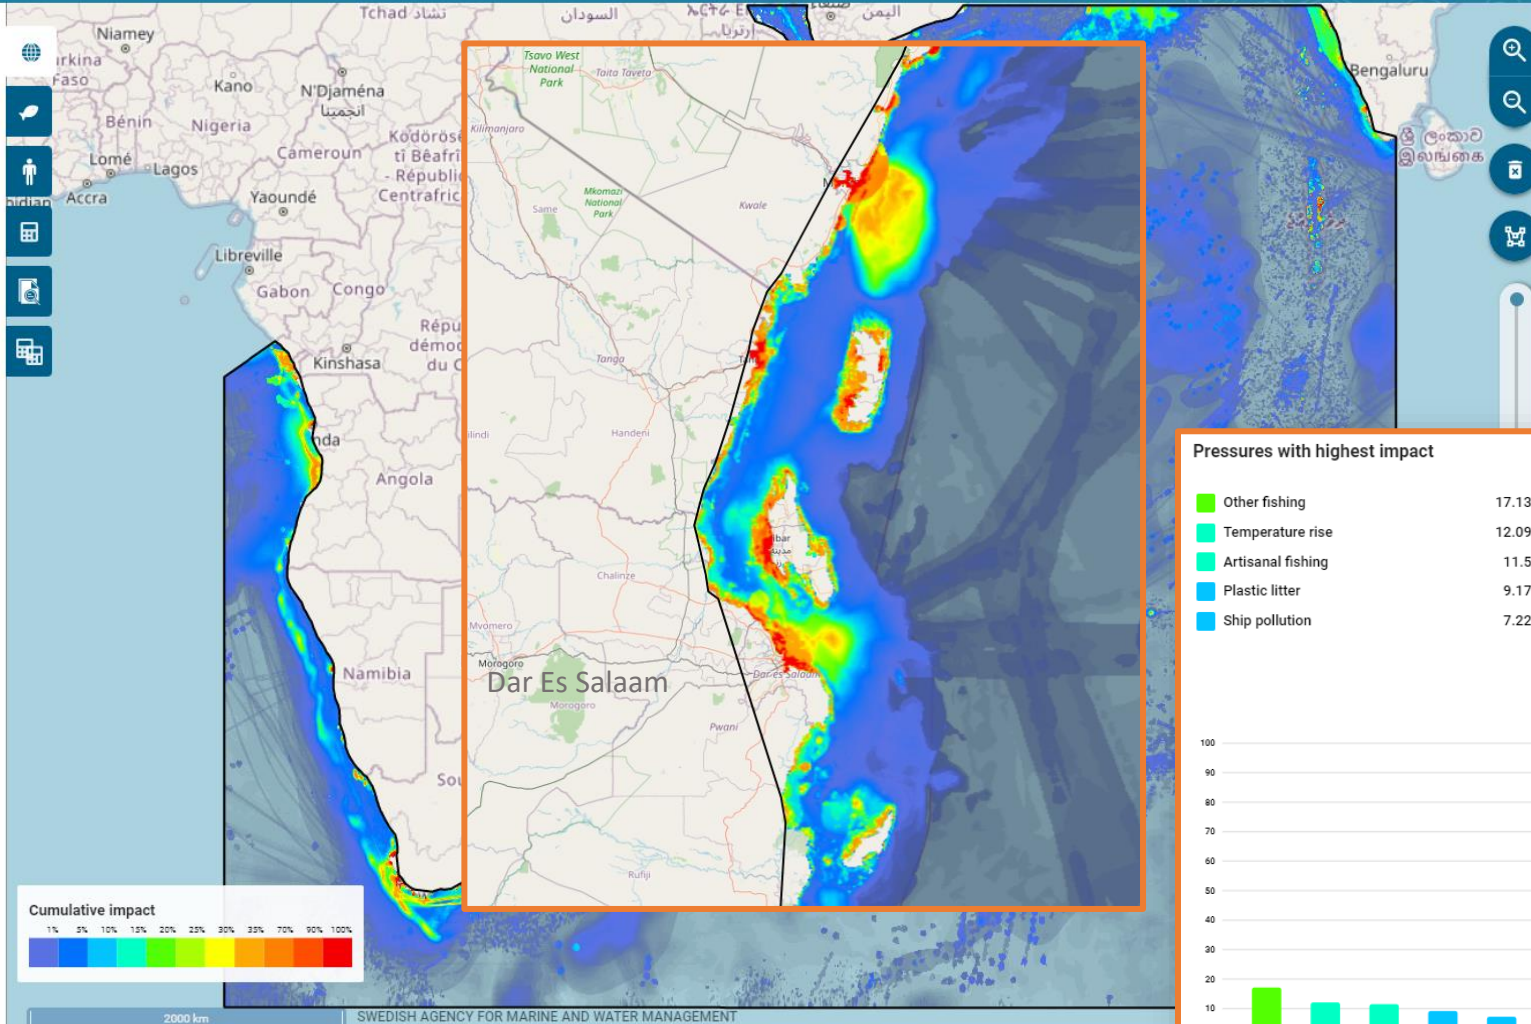 Tchad تشاد
السودان
اليمن
Niamey
Faso
Kano
N'Djaména
انجمينا
Bénin
Nigeria
Cameroun
Lomé
Lagos
Accra
Yaoundé
Libreville
Gabon
Congo
Kinshasa
Angola
Namibia
Bengaluru
ශ්‍රී ලංකාව
இலங்கை
Tsavo West
National
Park
Taita Taveta
Kilimanjaro
Mkomazi
National
Park
Same
Kwale
Tanga
Handeni
Chalinze
Mvomero
Morogoro
Dar Es Salaam
Morogoro
Dar es Salaam
Pwani
Rufiji
Pressures with highest impact
Other fishing 17.13
Temperature rise 12.09
Artisanal fishing 11.5
Plastic litter 9.17
Ship pollution 7.22
100
90
80
70
60
50
40
30
20
10
Cumulative impact
1% 5% 10% 15% 20% 25% 30% 35% 70% 90% 100%
2000 km
SWEDISH AGENCY FOR MARINE AND WATER MANAGEMENT